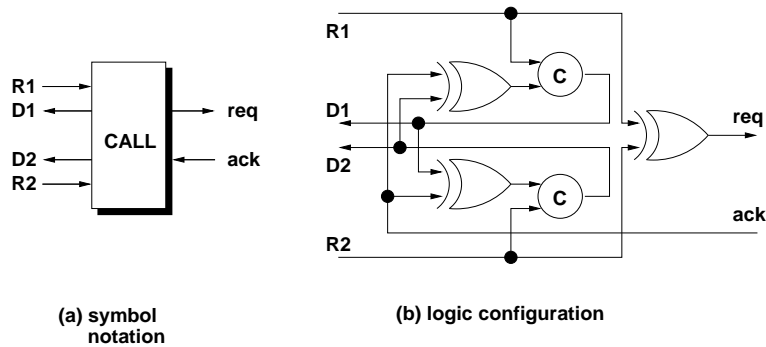 R1
D1
D2
R2
CALL
req
ack
(a) symbol
notation
R1
D1
D2
R2
C
C
req
ack
(b) logic configuration